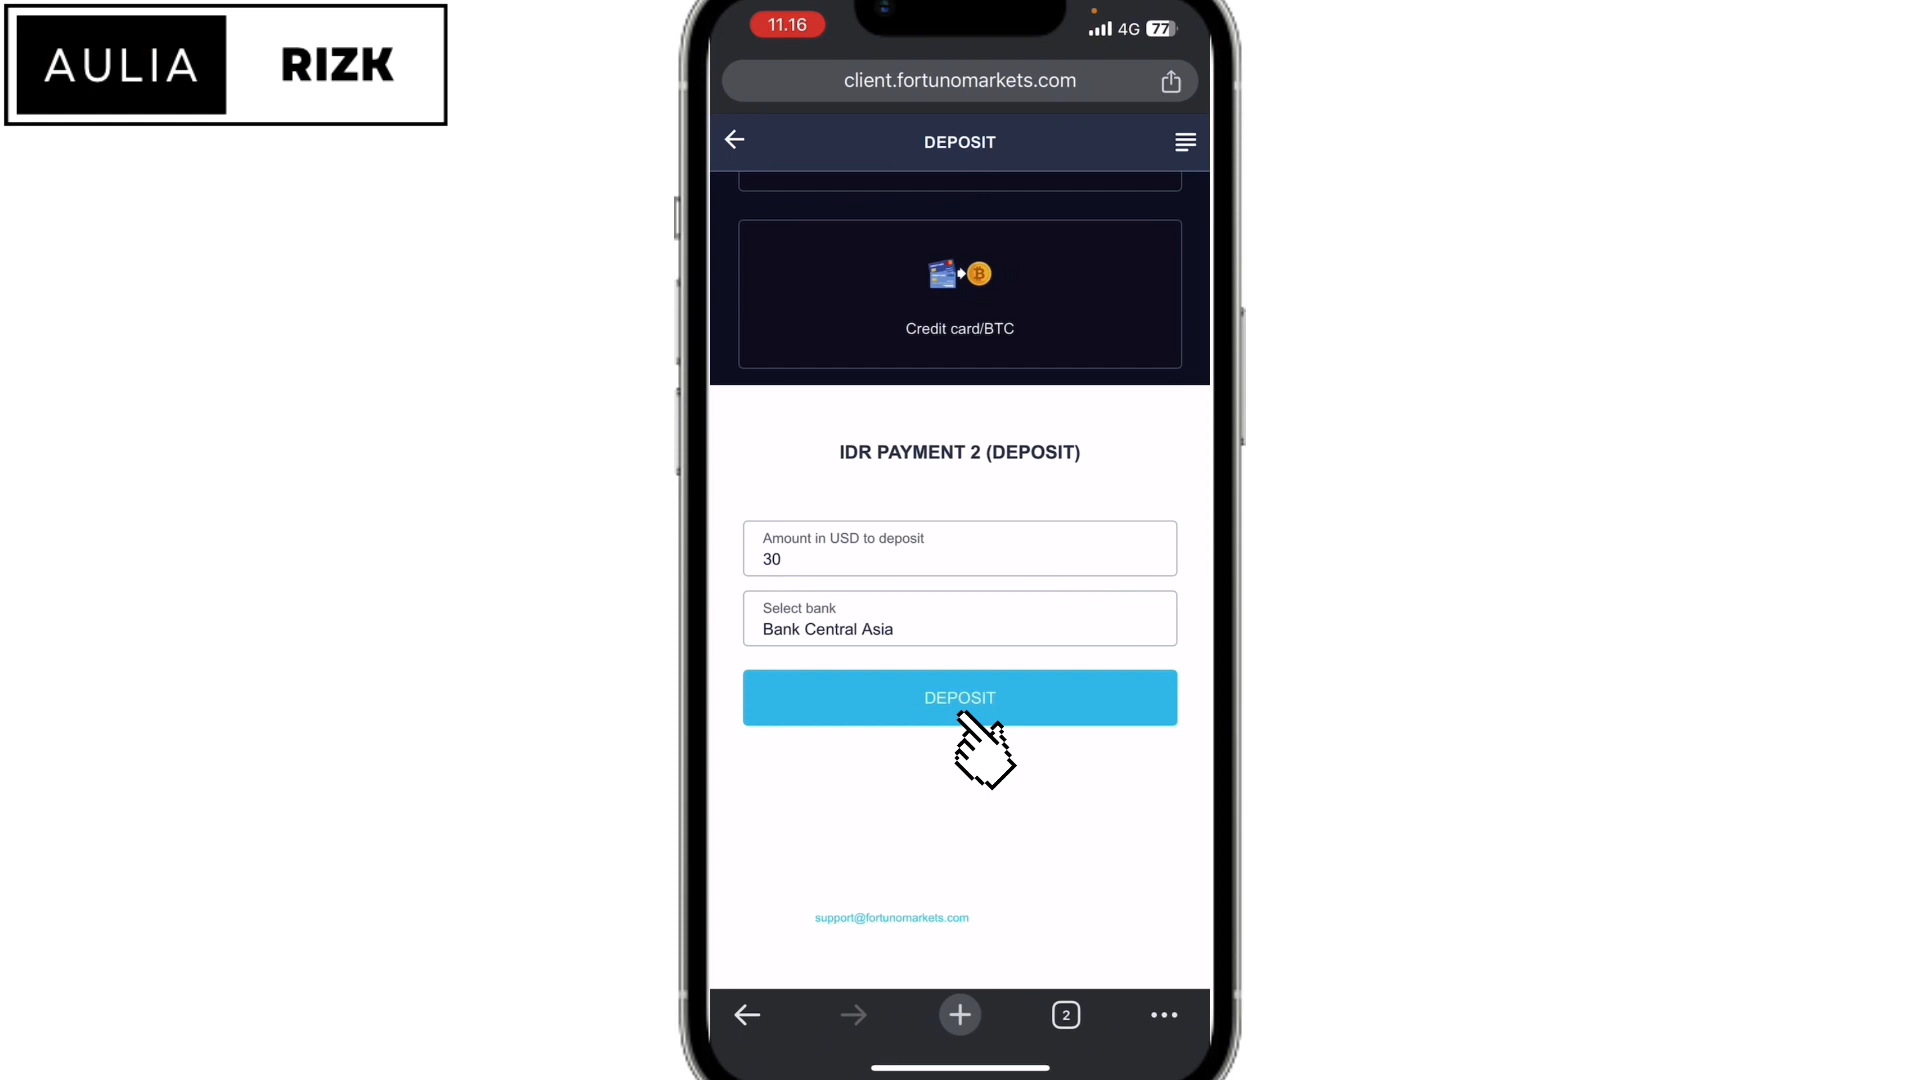 AULIA RIZK
11.16
4G 77
client.fortunomarkets.com
DEPOSIT
Credit card/BTC
IDR PAYMENT 2 (DEPOSIT)
Amount in USD to deposit
30
Select bank
Bank Central Asia
DEPOSIT
support@fortunomarkets.com
2